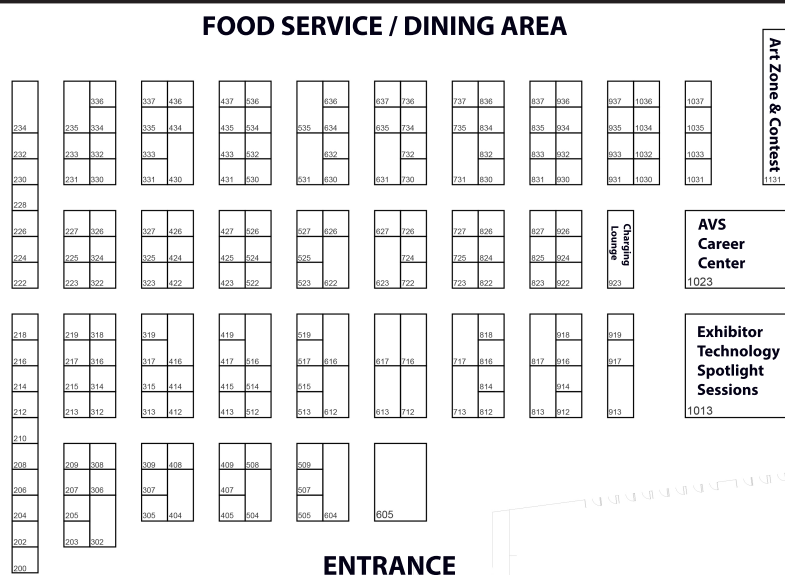 FOOD SERVICE / DINING AREA
Art Zone & Contest
336 337 436 437 536 636 637 736 737 836 837 936 937 1036 1037
234 235 334 335 434 435 534 535 634 635 734 735 834 835 934 935 1034 1035
232 233 332 333 433 532 632 732 832 833 932 933 1032 1033
230 231 330 331 430 431 530 531 630 631 730 731 830 831 930 931 1030 1031 1131
228
226 227 326 327 426 427 526 527 626 627 726 727 826 827 926
Charging
Lounge
AVS
Career
Center
224 225 324 325 424 425 524 525 724 725 824 825 924
222 223 322 323 422 423 522 523 622 623 722 723 822 823 922 923 1023
218 219 318 319 419 519 818 918 919
Exhibitor
Technology
Spotlight
Sessions
216 217 316 317 416 417 516 517 616 617 716 717 816 817 916 917
214 215 314 315 414 415 514 515 814 914
212 213 312 313 412 413 512 513 612 613 712 713 812 813 912 913 1013
210
208 209 308 309 408 409 508 509
206 207 306 307 407 507
204 205 305 404 405 504 505 604 605
202 203 302
200
ENTRANCE